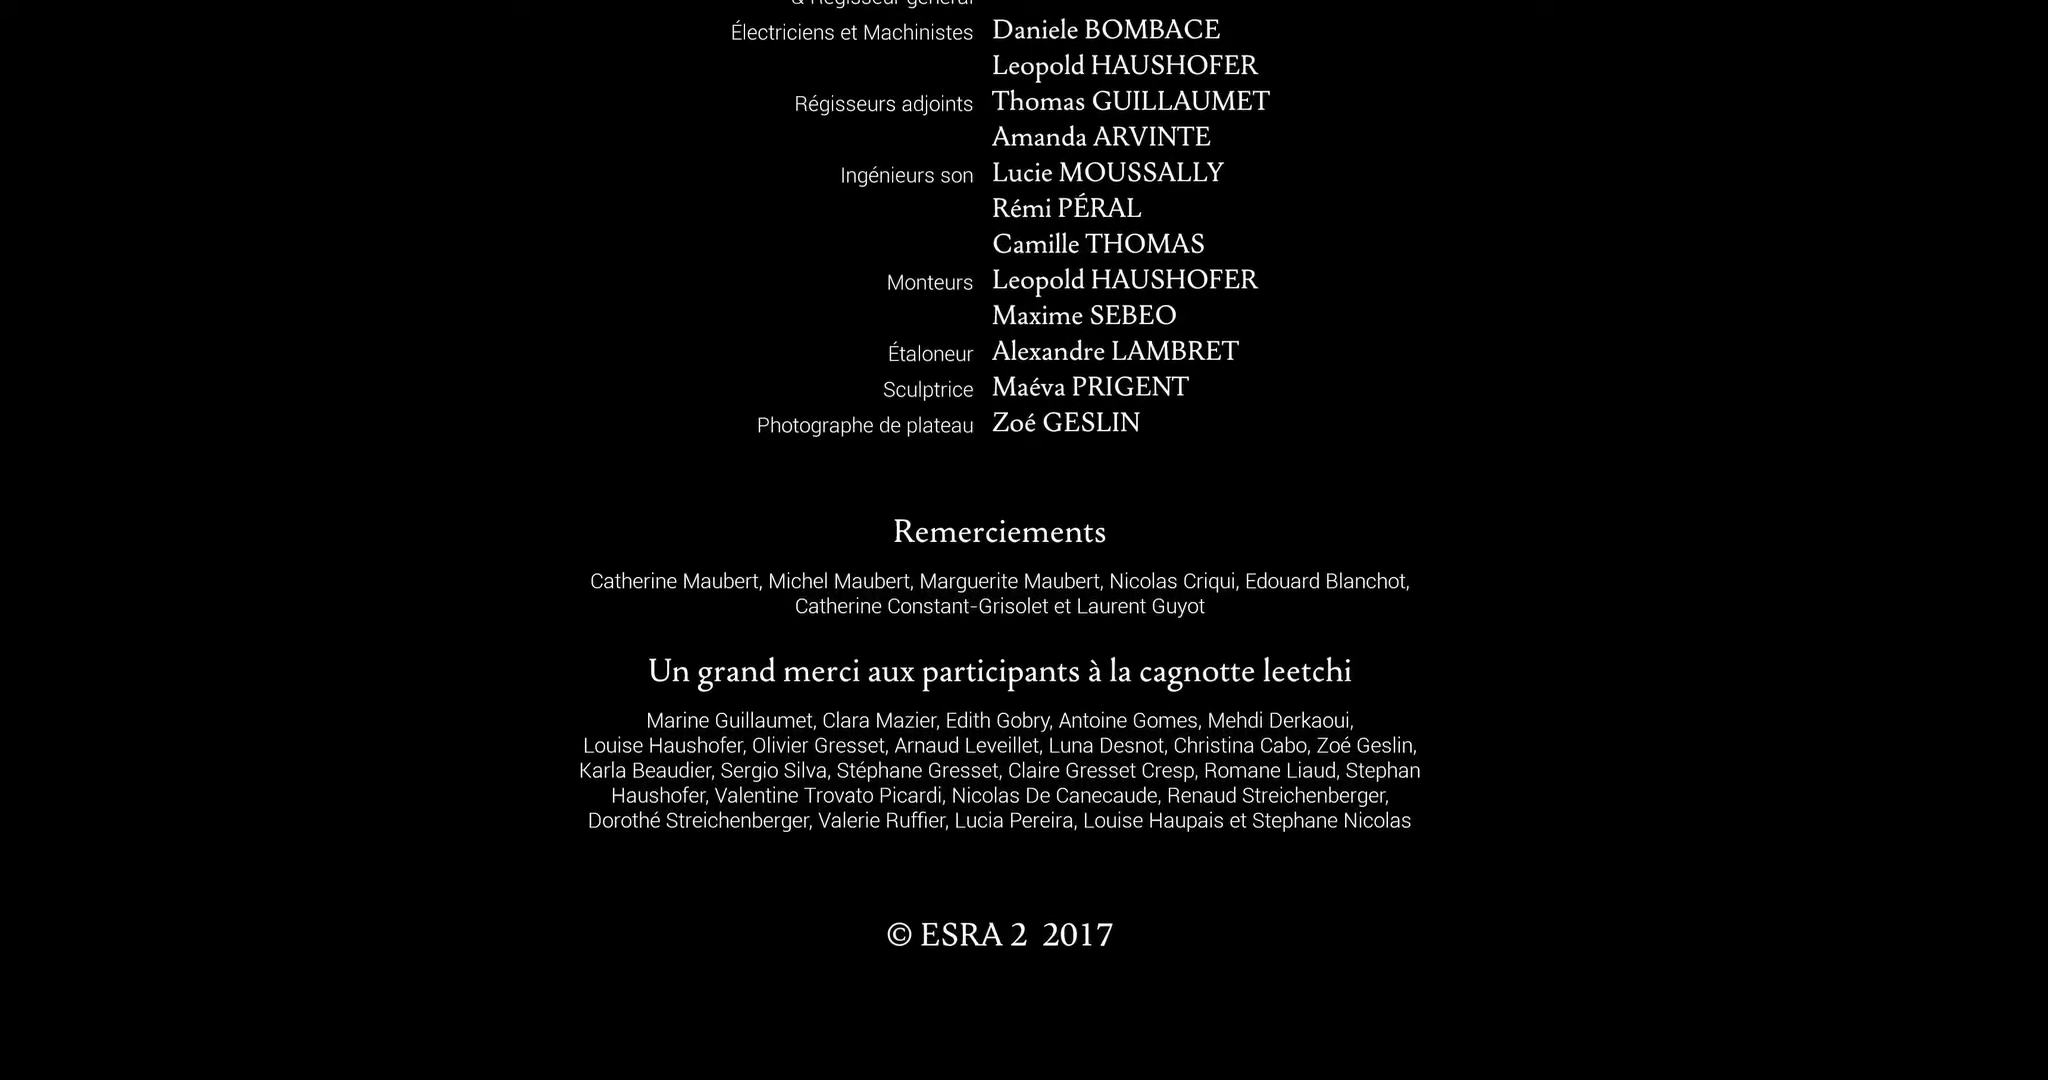 & Régisseur général
Électriciens et Machinistes Daniele BOMBACE
Leopold HAUSHOFER
Régisseurs adjoints Thomas GUILLAUMET
Amanda ARVINTE
Ingénieurs son Lucie MOUSSALLY
Rémi PÉRAL
Camille THOMAS
Monteurs Leopold HAUSHOFER
Maxime SEBEO
Étaloneur Alexandre LAMBRET
Sculptrice Maéva PRIGENT
Photographe de plateau Zoé GESLIN
Remerciements
Catherine Maubert, Michel Maubert, Marguerite Maubert, Nicolas Criqui, Edouard Blanchot,
Catherine Constant-Grisolet et Laurent Guyot
Un grand merci aux participants à la cagnotte leetchi
Marine Guillaumet, Clara Mazier, Edith Gobry, Antoine Gomes, Mehdi Derkaoui,
Louise Haushofer, Olivier Gresset, Arnaud Leveillet, Luna Desnot, Christina Cabo, Zoé Geslin,
Karla Beaudier, Sergio Silva, Stéphane Gresset, Claire Gresset Cresp, Romane Liaud, Stephan
Haushofer, Valentine Trovato Picardi, Nicolas De Canecaude, Renaud Streichenberger,
Dorothé Streichenberger, Valerie Ruffier, Lucia Pereira, Louise Haupais et Stephane Nicolas
© ESRA 2 2017